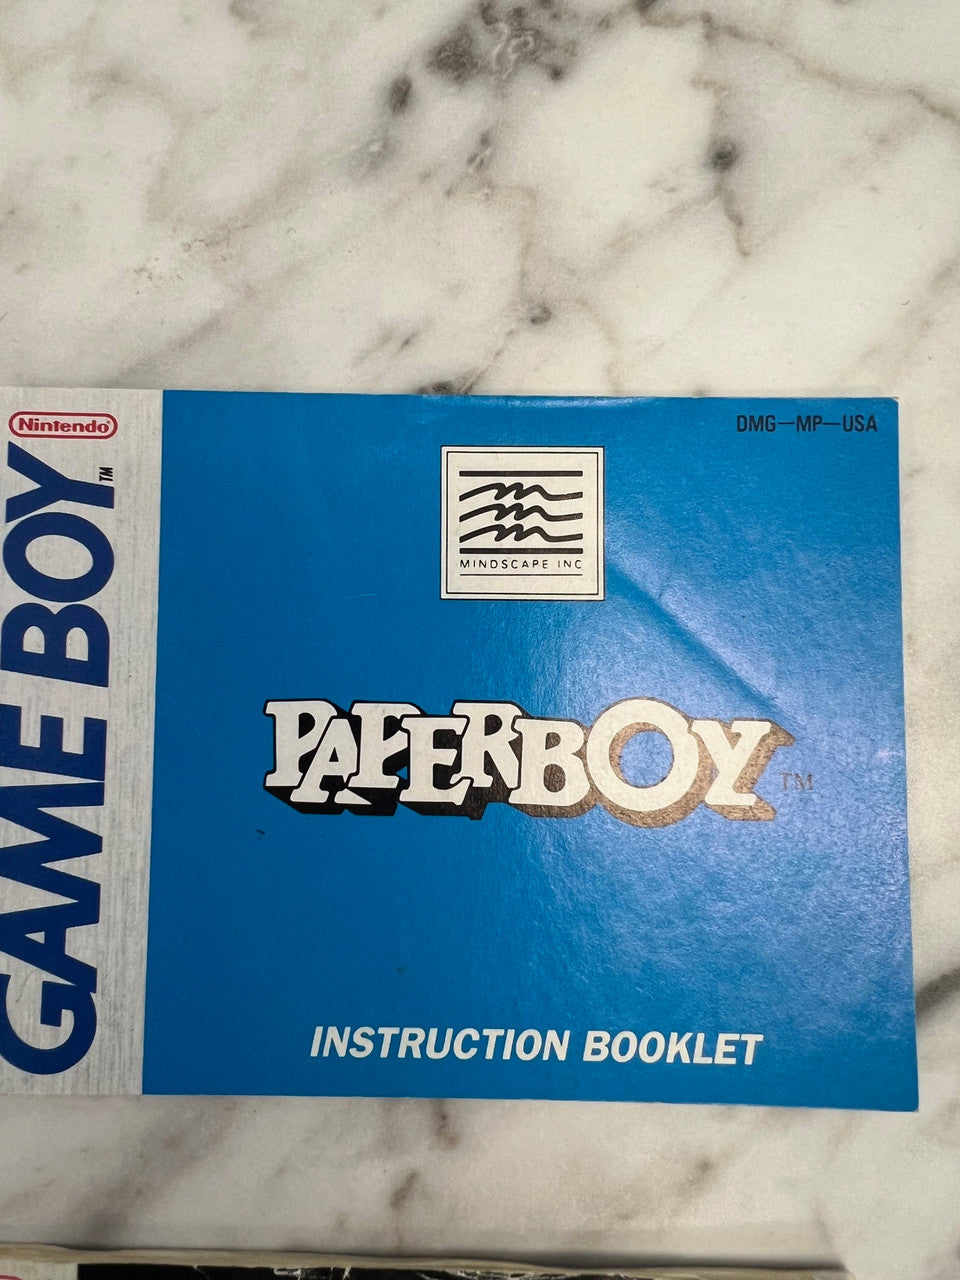 Nintendo®
GAME BOY™
DMG—MP—USA
MINDSCAPE INC
PAPERBOY™
INSTRUCTION BOOKLET